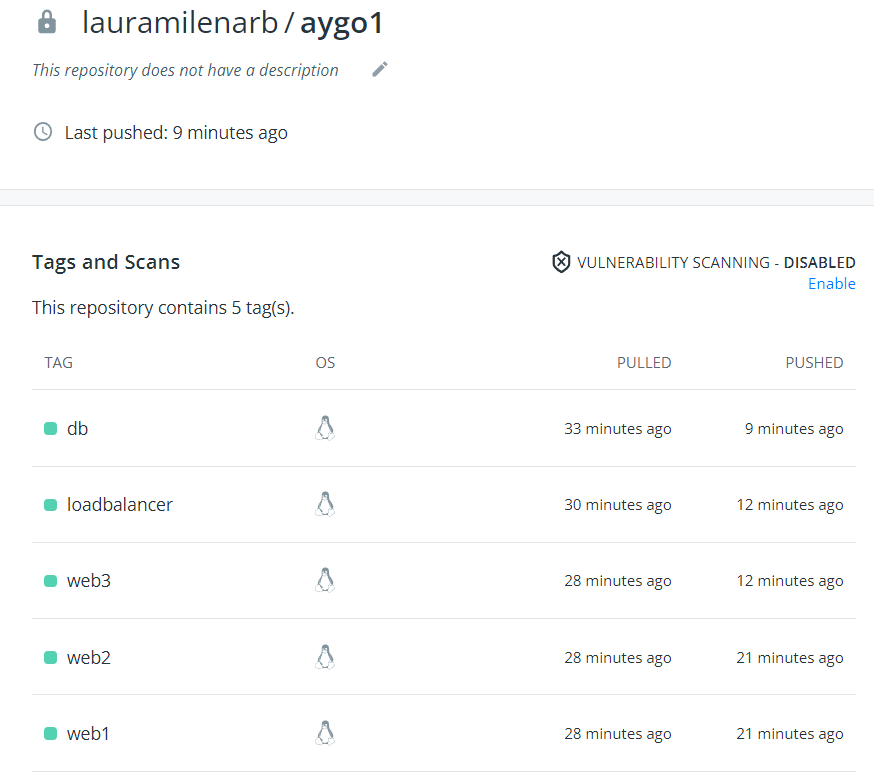 lauramilenarb / aygo1
This repository does not have a description
Last pushed: 9 minutes ago
Tags and Scans
VULNERABILITY SCANNING - DISABLED
Enable
This repository contains 5 tag(s).
TAG OS PULLED PUSHED
db 33 minutes ago 9 minutes ago
loadbalancer 30 minutes ago 12 minutes ago
web3 28 minutes ago 12 minutes ago
web2 28 minutes ago 21 minutes ago
web1 28 minutes ago 21 minutes ago